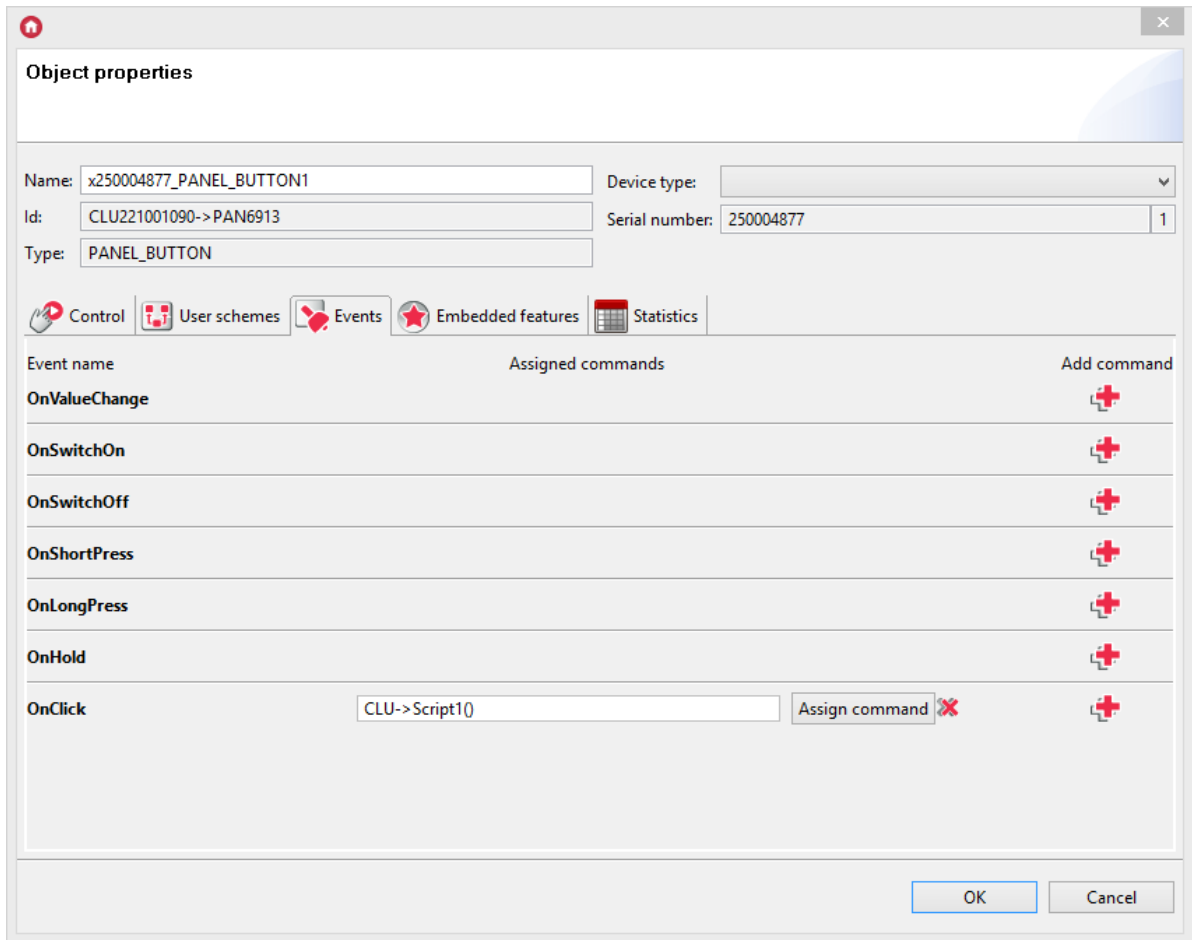 Object properties
Name: x250004877_PANEL_BUTTON1 Device type:
Id: CLU221001090->PAN6913 Serial number: 250004877 1
Type: PANEL_BUTTON
Control User schemes Events Embedded features Statistics
Event name Assigned commands Add command
OnValueChange
OnSwitchOn
OnSwitchOff
OnShortPress
OnLongPress
OnHold
OnClick CLU->Script1() Assign command
OK Cancel